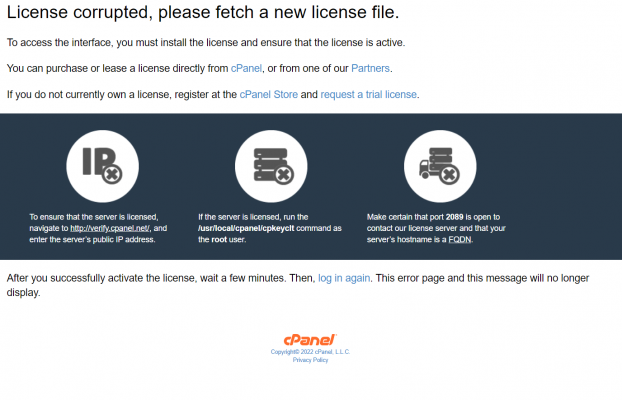 License corrupted, please fetch a new license file.
To access the interface, you must install the license and ensure that the license is active.
You can purchase or lease a license directly from cPanel, or from one of our Partners.
If you do not currently own a license, register at the cPanel Store and request a trial license.
IP
To ensure that the server is licensed,
navigate to http://verify.cpanel.net/, and
enter the server's public IP address.
If the server is licensed, run the
/usr/local/cpanel/cpkeyclt command as
the root user.
Make certain that port 2089 is open to
contact our license server and that your
server's hostname is a FQDN.
After you successfully activate the license, wait a few minutes. Then, log in again. This error page and this message will no longer
display.
cPanel
Copyright© 2022 cPanel, L.L.C.
Privacy Policy